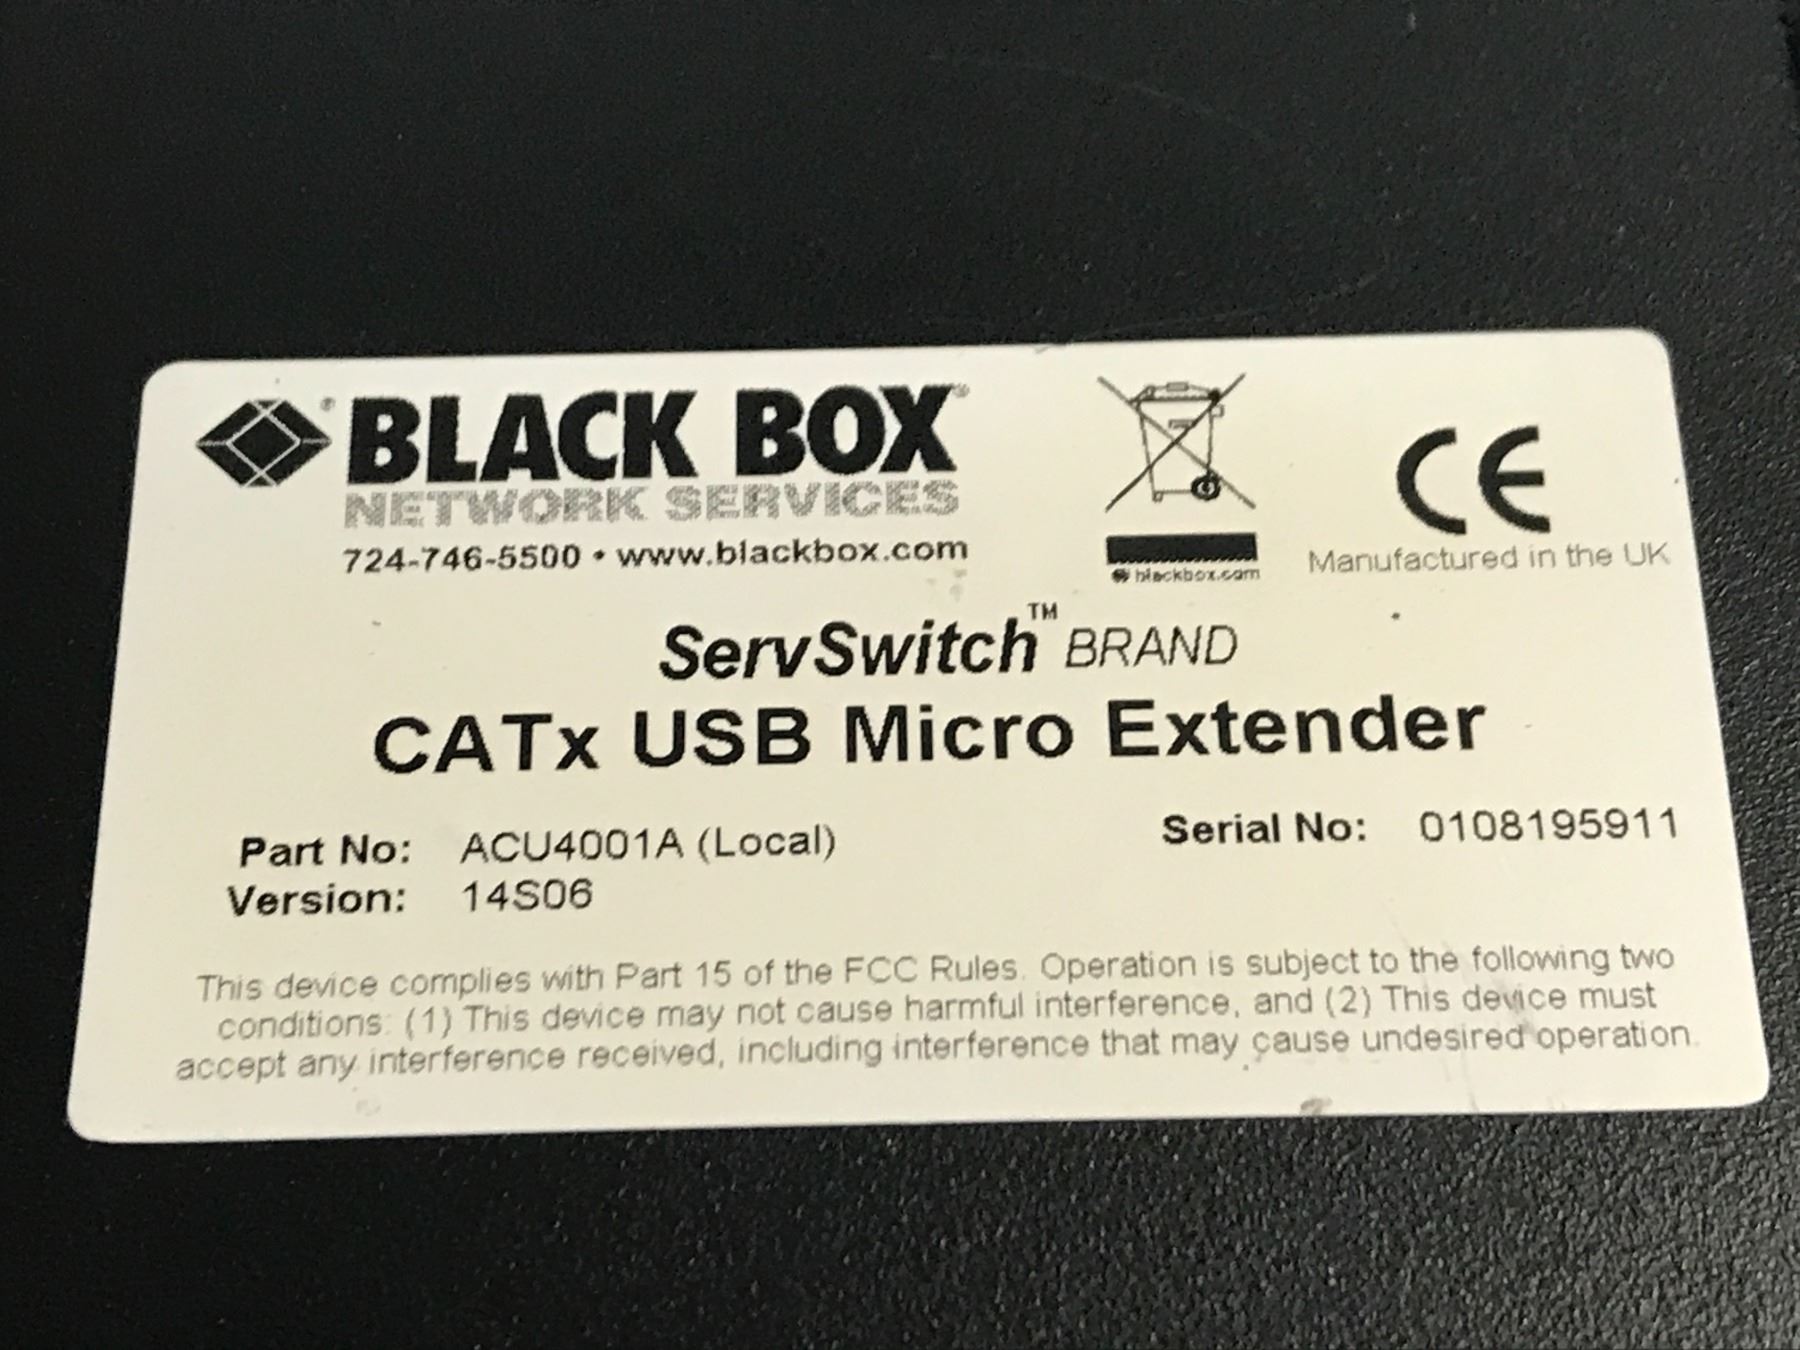 BLACK BOX®
NETWORK SERVICES
724-746-5500 • www.blackbox.com
blackbox.com
CE
Manufactured in the UK
ServSwitch™ BRAND
CATx USB Micro Extender
Part No: ACU4001A (Local)
Serial No: 0108195911
Version: 14S06
This device complies with Part 15 of the FCC Rules. Operation is subject to the following two
conditions: (1) This device may not cause harmful interference, and (2) This device must
accept any interference received, including interference that may cause undesired operation.